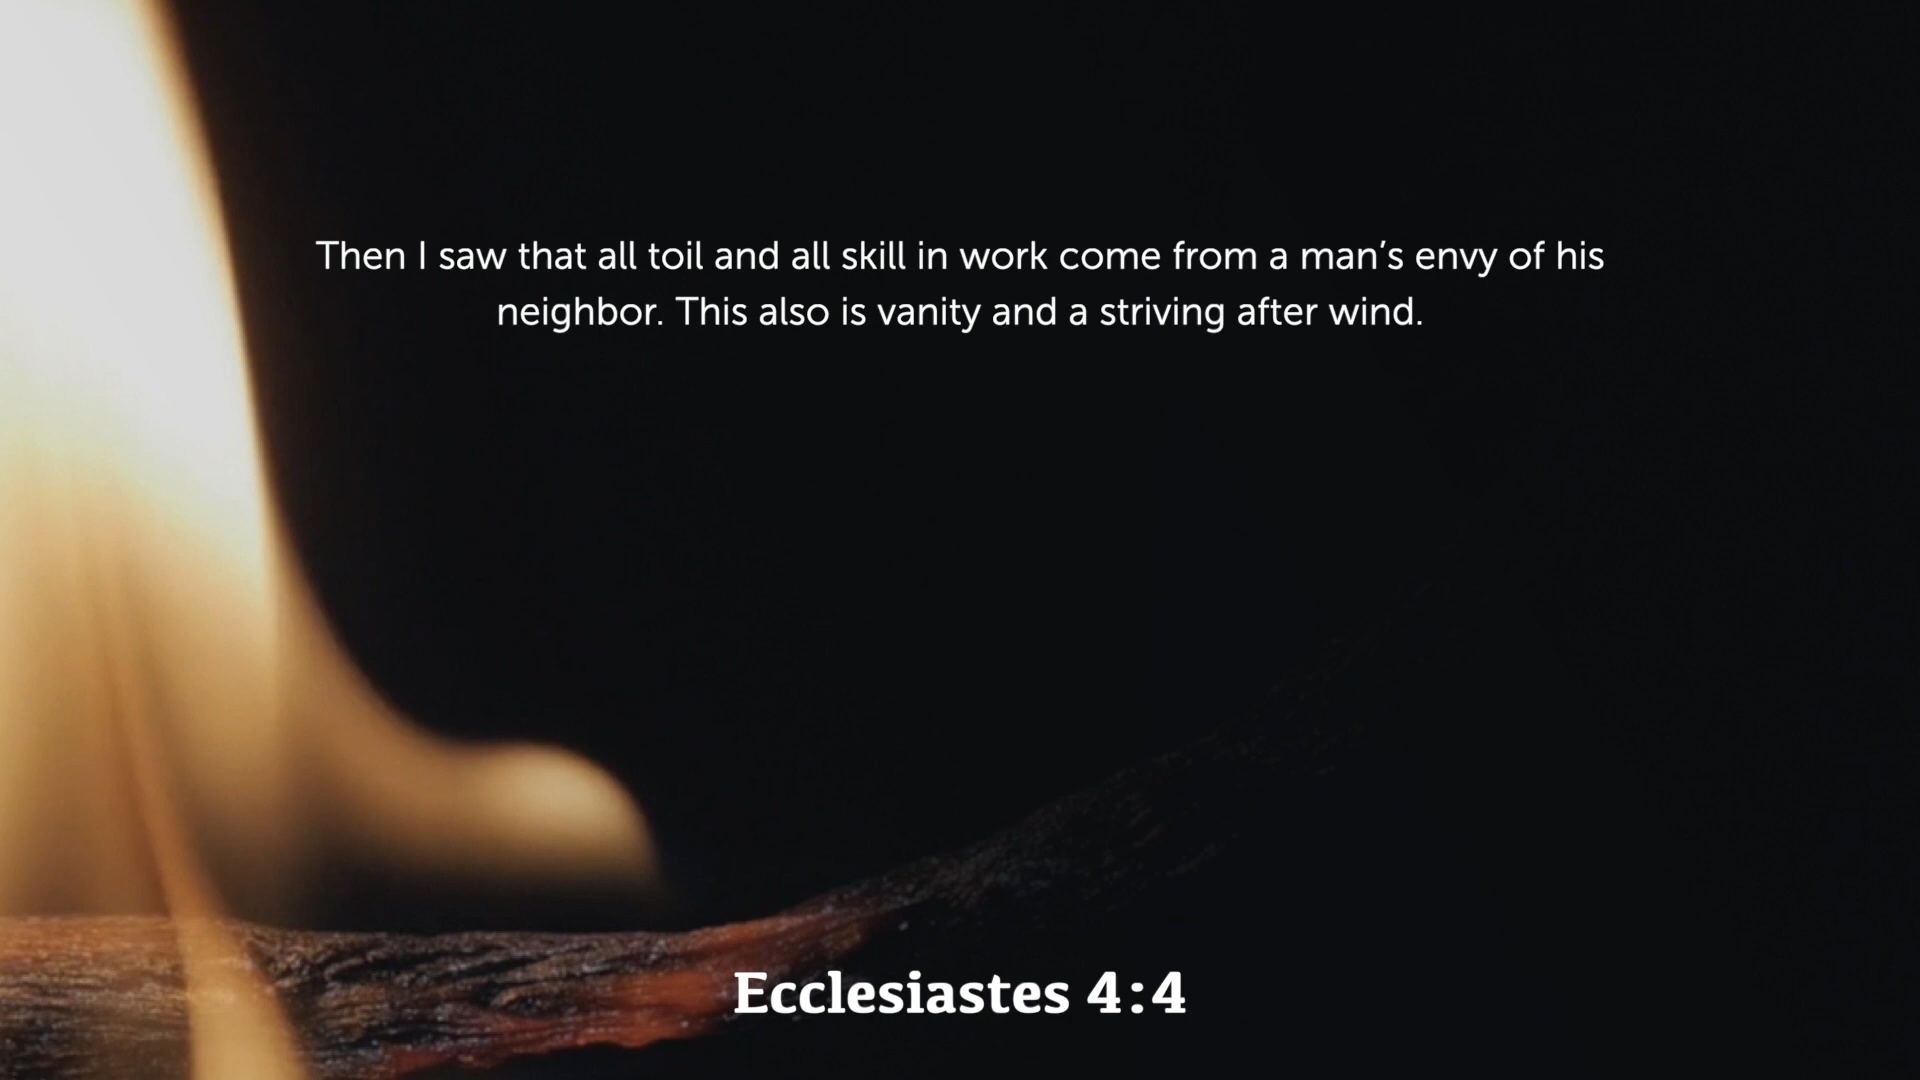 Then I saw that all toil and all skill in work come from a man’s envy of his
neighbor. This also is vanity and a striving after wind.
Ecclesiastes 4:4